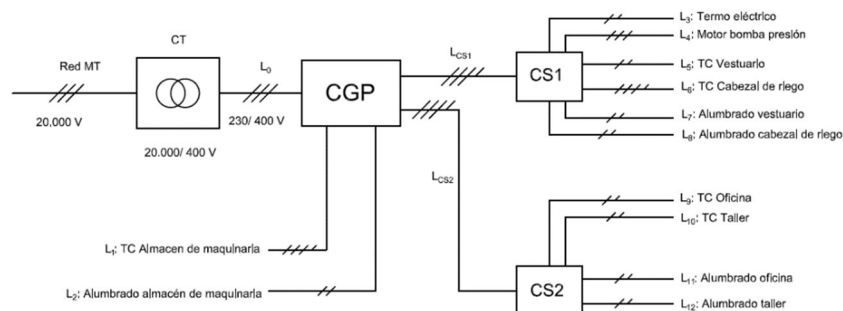 CT
Red MT
20.000 V
20.000/ 400 V
L0
230/ 400 V
CGP
LCS1
LCS2
L1: TC Almacen de maquinaria
L2: Alumbrado almacén de maquinaria
CS1
L3: Termo eléctrico
L4: Motor bomba presión
L5: TC Vestuario
L6: TC Cabezal de riego
L7: Alumbrado vestuario
L8: Alumbrado cabezal de riego
CS2
L9: TC Oficina
L10: TC Taller
L11: Alumbrado oficina
L12: Alumbrado taller